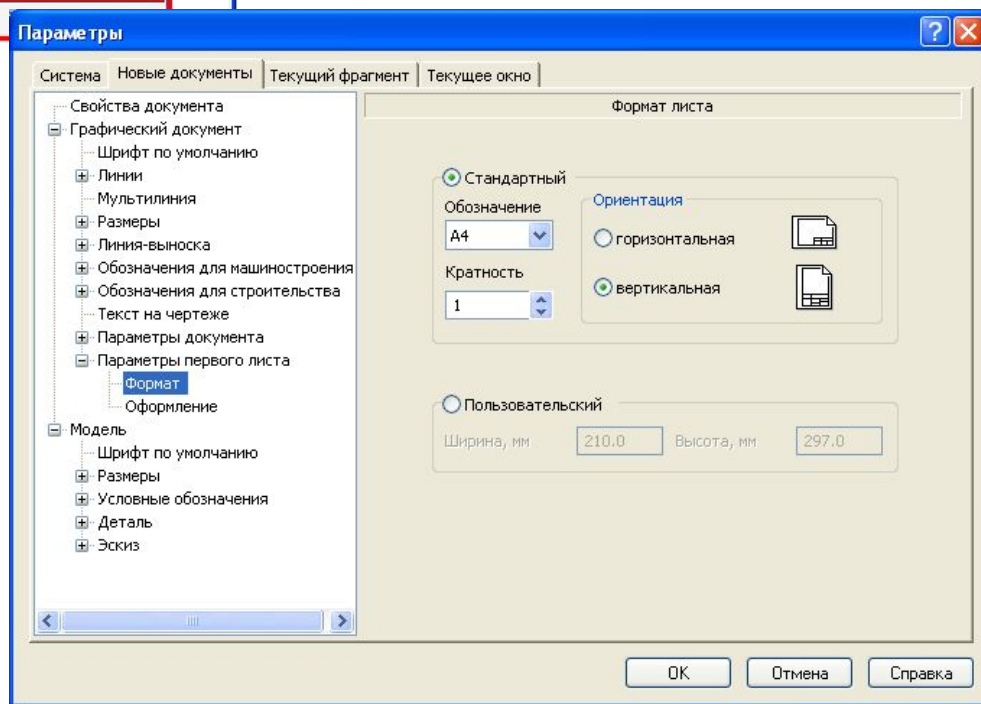 Параметры
Система Новые документы Текущий фрагмент Текущее окно
Свойства документа
Графический документ
Шрифт по умолчанию
Линии
Мультилиния
Размеры
Линия-выноска
Обозначения для машиностроения
Обозначения для строительства
Текст на чертеже
Параметры документа
Параметры первого листа
Формат
Оформление
Модель
Шрифт по умолчанию
Размеры
Условные обозначения
Деталь
Эскиз
Формат листа
Стандартный
Обозначение
A4
Кратность
1
Ориентация
горизонтальная
вертикальная
Пользовательский
Ширина, мм 210.0 Высота, мм 297.0
OK Отмена Справка